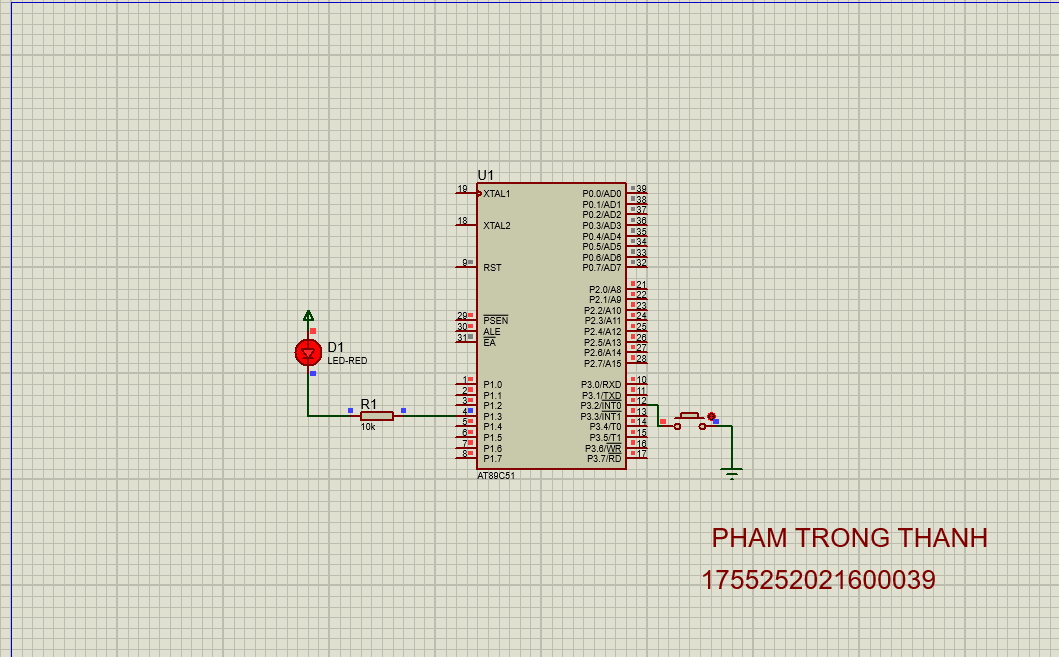 U1
19 XTAL1
18 XTAL2
9 RST
29 PSEN
30 ALE
31 EA
1 P1.0
2 P1.1
3 P1.2
4 P1.3
5 P1.4
6 P1.5
7 P1.6
8 P1.7
P0.0/AD0 39
P0.1/AD1 38
P0.2/AD2 37
P0.3/AD3 36
P0.4/AD4 35
P0.5/AD5 34
P0.6/AD6 33
P0.7/AD7 32
P2.0/A8 21
P2.1/A9 22
P2.2/A10 23
P2.3/A11 24
P2.4/A12 25
P2.5/A13 26
P2.6/A14 27
P2.7/A15 28
P3.0/RXD 10
P3.1/TXD 11
P3.2/INT0 12
P3.3/INT1 13
P3.4/T0 14
P3.5/T1 15
P3.6/WR 16
P3.7/RD 17
AT89C51
D1
LED-RED
R1
10k
PHAM TRONG THANH
1755252021600039